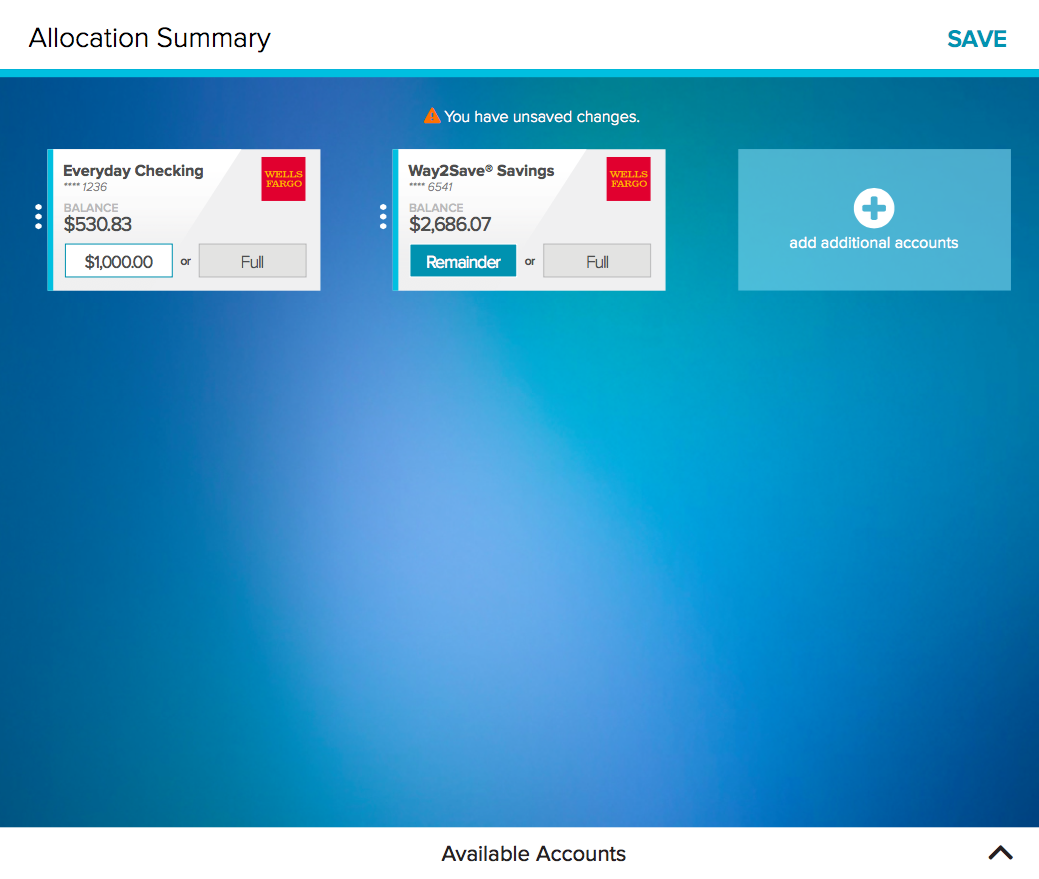 Allocation Summary
SAVE
You have unsaved changes.
Everyday Checking
**** 1236
WELLS
FARGO
BALANCE
$530.83
$1,000.00 or Full
Way2Save® Savings
**** 6541
WELLS
FARGO
BALANCE
$2,686.07
Remainder or Full
add additional accounts
Available Accounts